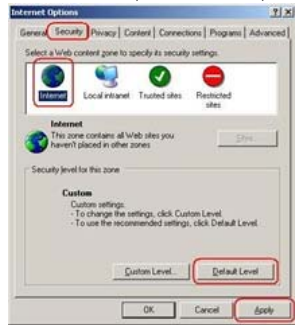 Internet Options
General Security Privacy Content Connections Programs Advanced
Select a Web content zone to specify its security settings.
Internet Local intranet Trusted sites Restricted sites
Internet
This zone contains all Web sites you
haven't placed in other zones
Sites...
Security level for this zone
Custom
Custom settings.
- To change the settings, click Custom Level.
- To use the recommended settings, click Default Level.
Custom Level... Default Level
OK Cancel Apply